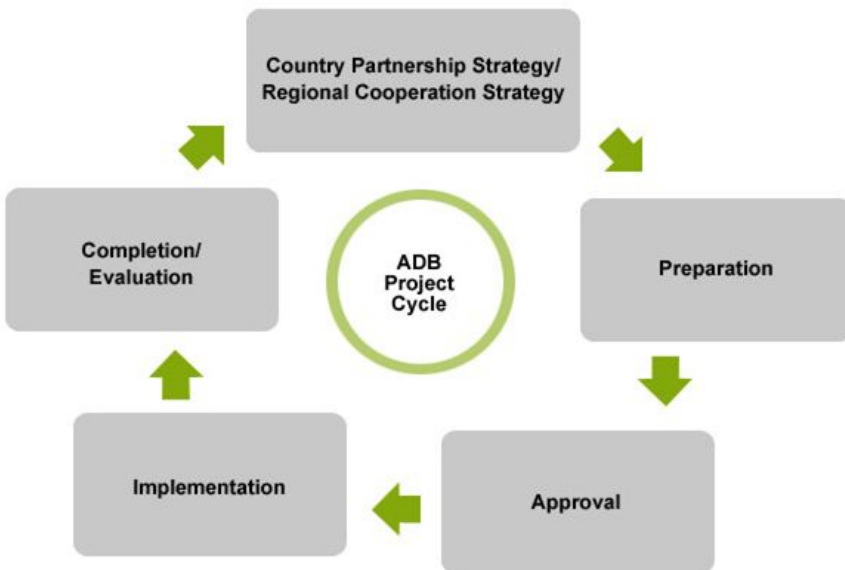 Country Partnership Strategy/
Regional Cooperation Strategy
Preparation
Approval
Implementation
Completion/
Evaluation
ADB
Project
Cycle